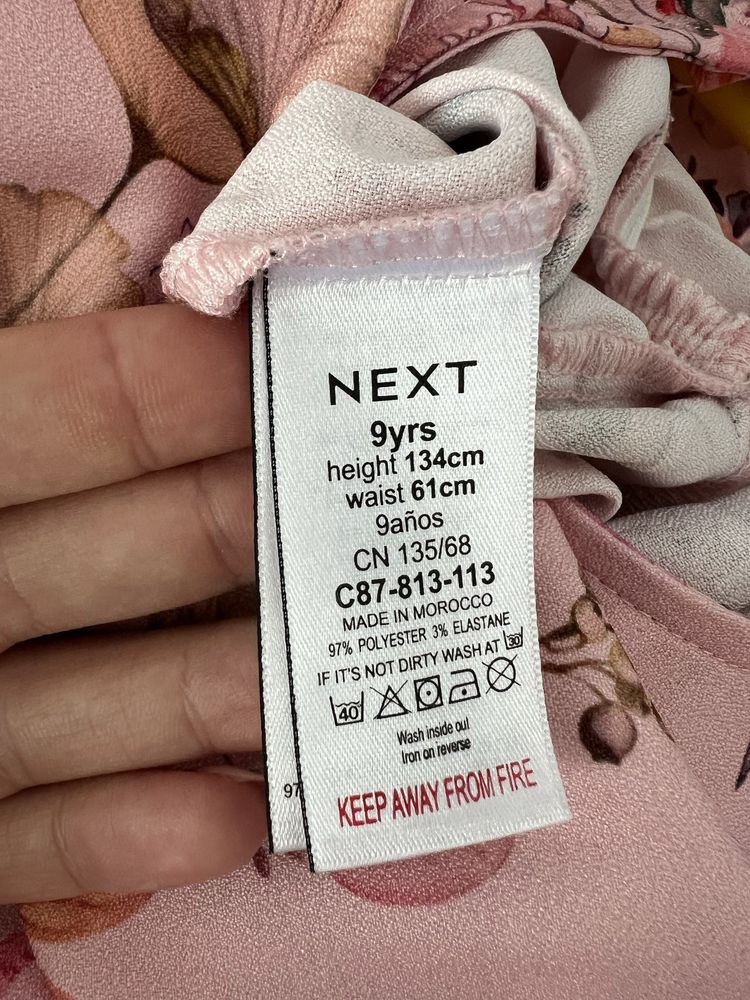 NEXT
9yrs
height 134cm
waist 61cm
9años
CN 135/68
C87-813-113
MADE IN MOROCCO
97% POLYESTER 3% ELASTANE
IF IT'S NOT DIRTY WASH AT 30
40
Wash inside out
Iron on reverse
97
KEEP AWAY FROM FIRE